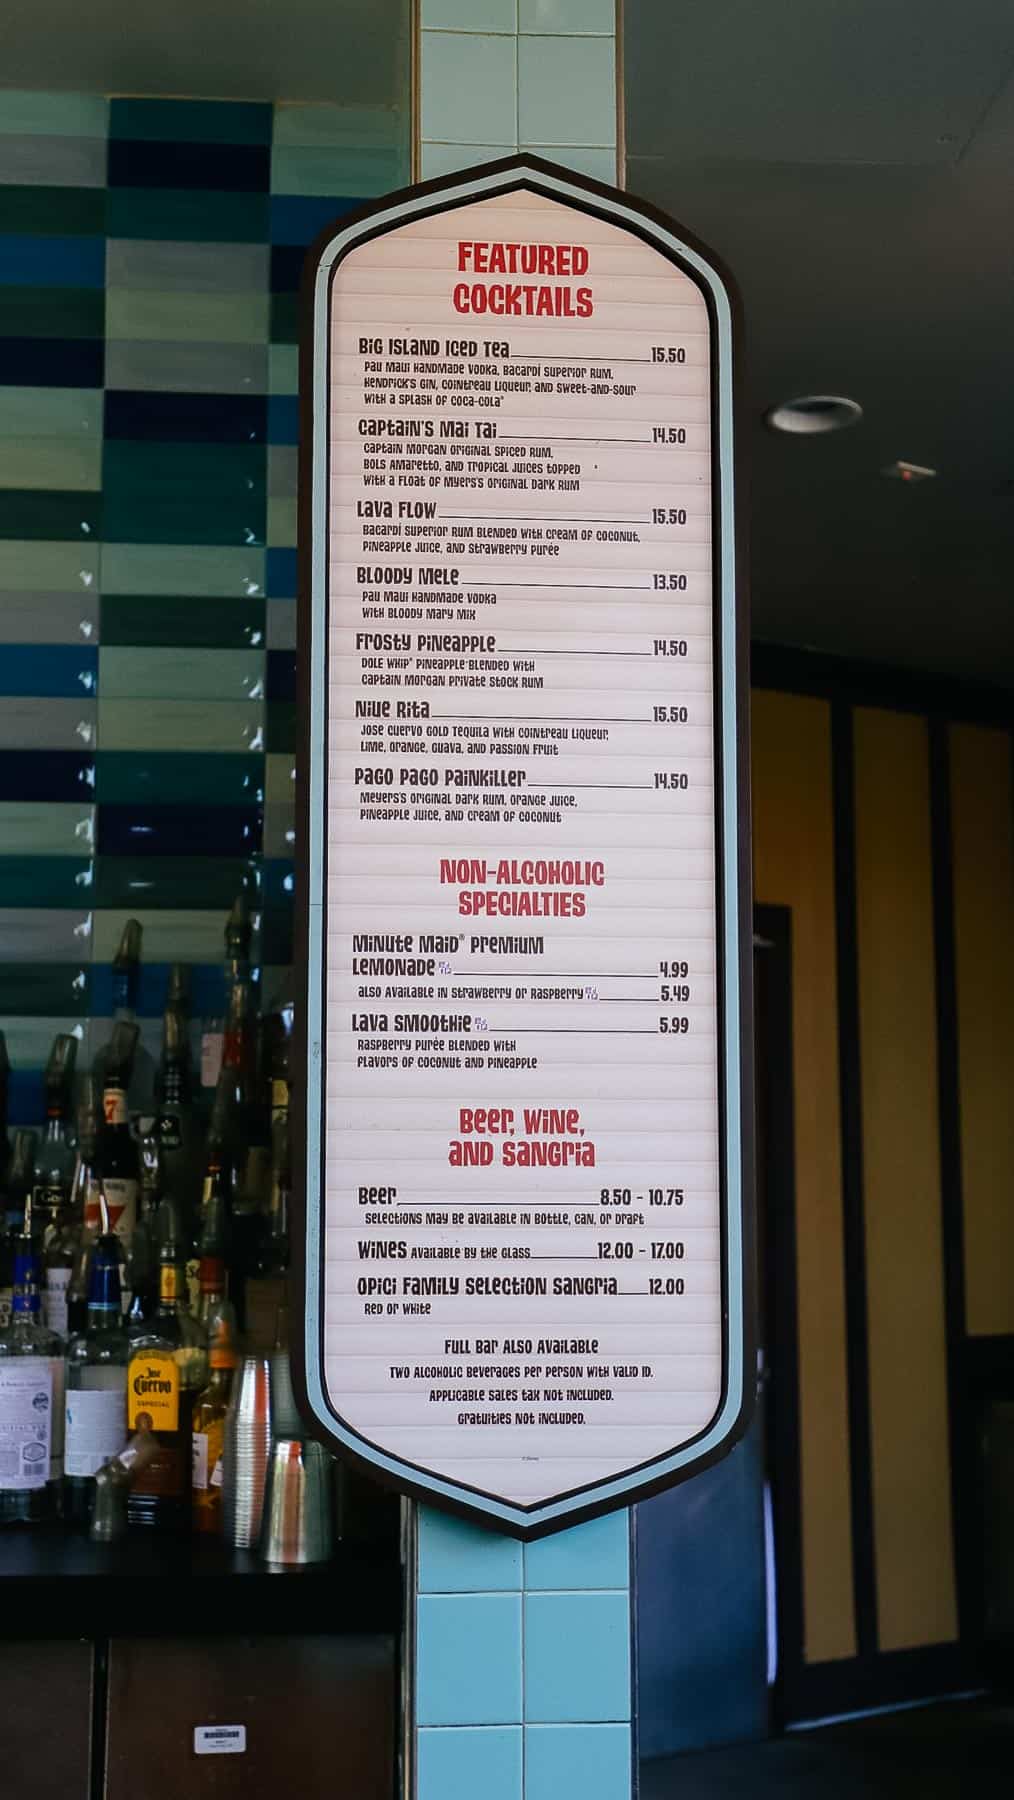 FEATURED
COCKTAILS
BIG ISLAND ICED TEA 15.50
PAU MAUI HANDMADE VODKA, BACARDÍ SUPERIOR RUM,
HENDRICK'S GIN, COINTREAU LIQUEUR, AND SWEET-AND-SOUR
WITH A SPLASH OF COCA-COLA®
CAPTAIN'S MAI TAI 14.50
CAPTAIN MORGAN ORIGINAL SPICED RUM,
BOLS AMARETTO, AND TROPICAL JUICES TOPPED
WITH A FLOAT OF MYERS'S ORIGINAL DARK RUM
LAVA FLOW 15.50
BACARDÍ SUPERIOR RUM BLENDED WITH CREAM OF COCONUT,
PINEAPPLE JUICE, AND STRAWBERRY PURÉE
BLOODY MELE 13.50
PAU MAUI HANDMADE VODKA
WITH BLOODY MARY MIX
FROSTY PINEAPPLE 14.50
DOLE WHIP® PINEAPPLE BLENDED WITH
CAPTAIN MORGAN PRIVATE STOCK RUM
NIUE RITA 15.50
JOSE CUERVO GOLD TEQUILA WITH COINTREAU LIQUEUR,
LIME, ORANGE, GUAVA, AND PASSION FRUIT
PAGO PAGO PAINKILLER 14.50
MEYERS'S ORIGINAL DARK RUM, ORANGE JUICE,
PINEAPPLE JUICE, AND CREAM OF COCONUT
NON-ALCOHOLIC
SPECIALTIES
MINUTE MAID® PREMIUM
LEMONADE 4.99
ALSO AVAILABLE IN STRAWBERRY OR RASPBERRY 5.49
LAVA SMOOTHIE 5.99
RASPBERRY PURÉE BLENDED WITH
FLAVORS OF COCONUT AND PINEAPPLE
BEER, WINE,
AND SANGRIA
BEER 8.50 - 10.75
SELECTIONS MAY BE AVAILABLE IN BOTTLE, CAN, OR DRAFT
WINES AVAILABLE BY THE GLASS 12.00 - 17.00
OPICI FAMILY SELECTION SANGRIA 12.00
RED OR WHITE
FULL BAR ALSO AVAILABLE
TWO ALCOHOLIC BEVERAGES PER PERSON WITH VALID ID.
APPLICABLE SALES TAX NOT INCLUDED.
GRATUITIES NOT INCLUDED.
©Disney
7
Jose
Cuervo
ESPECIAL